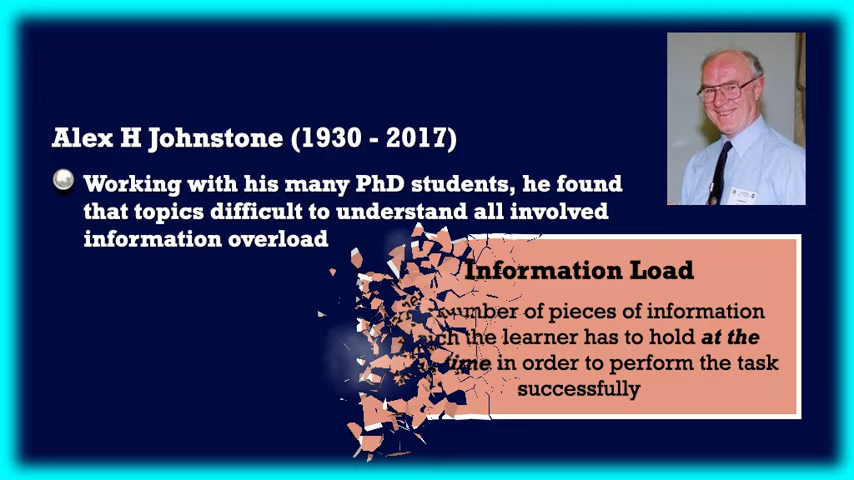 Alex H Johnstone (1930 - 2017)
Working with his many PhD students, he found
that topics difficult to understand all involved
information overload
Information Load
number of pieces of information
the learner has to hold at the
time in order to perform the task
successfully